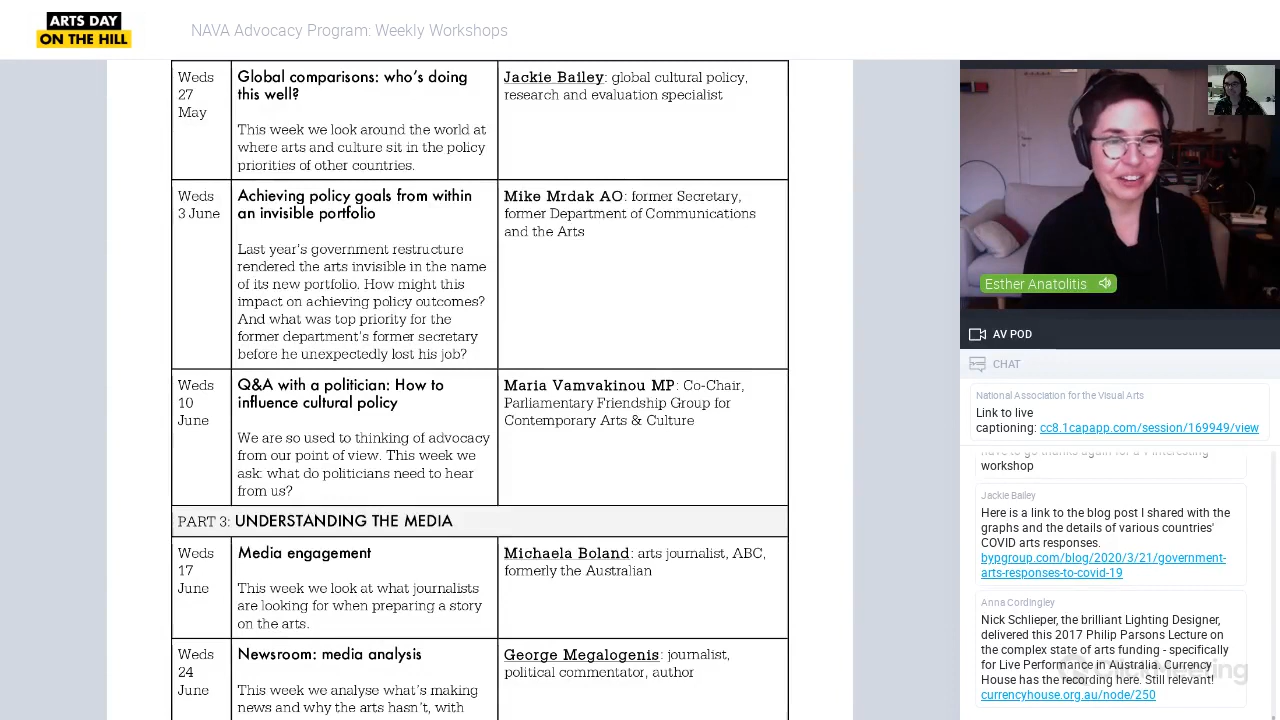 ARTS DAY
ON THE HILL
NAVA Advocacy Program: Weekly Workshops
Weds
27
May
Global comparisons: who's doing
this well?
This week we look around the world at
where arts and culture sit in the policy
priorities of other countries.
Jackie Bailey: global cultural policy,
research and evaluation specialist
Weds
3 June
Achieving policy goals from within
an invisible portfolio
Last year's government restructure
rendered the arts invisible in the name
of its new portfolio. How might this
impact on achieving policy outcomes?
And what was top priority for the
former department's former secretary
before he unexpectedly lost his job?
Mike Mrdak AO: former Secretary,
former Department of Communications
and the Arts
Weds
10
June
Q&A with a politician: How to
influence cultural policy
We are so used to thinking of advocacy
from our point of view. This week we
ask: what do politicians need to hear
from us?
Maria Vamvakinou MP: Co-Chair,
Parliamentary Friendship Group for
Contemporary Arts & Culture
PART 3: UNDERSTANDING THE MEDIA
Weds
17
June
Media engagement
This week we look at what journalists
are looking for when preparing a story
on the arts.
Michaela Boland: arts journalist, ABC,
formerly the Australian
Weds
24
June
Newsroom: media analysis
This week we analyse what's making
news and why the arts hasn't, with
George Megalogenis: journalist,
political commentator, author
Esther Anatolitis
AV POD
CHAT
National Association for the Visual Arts
Link to live
captioning: cc8.1capapp.com/session/169949/view
have to go thanks again for a 1 interesting
workshop
Jackie Bailey
Here is a link to the blog post I shared with the
graphs and the details of various countries'
COVID arts responses.
bypgroup.com/blog/2020/3/21/government-
arts-responses-to-covid-19
Anna Cordingley
Nick Schlieper, the brilliant Lighting Designer,
delivered this 2017 Philip Parsons Lecture on
the complex state of arts funding - specifically
for Live Performance in Australia. Currency
House has the recording here. Still relevant!
currencyhouse.org.au/node/250